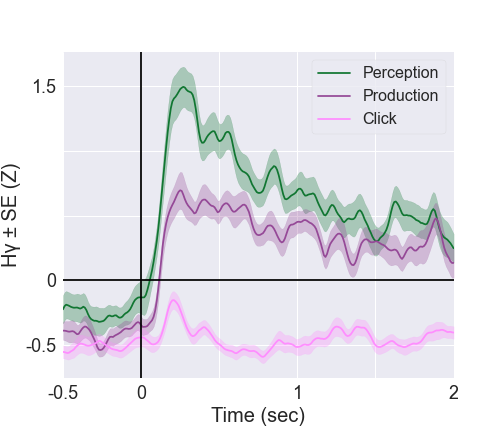 Hγ ± SE (Z)
1.5
0
-0.5
Perception
Production
Click
-0.5
0
1
2
Time (sec)